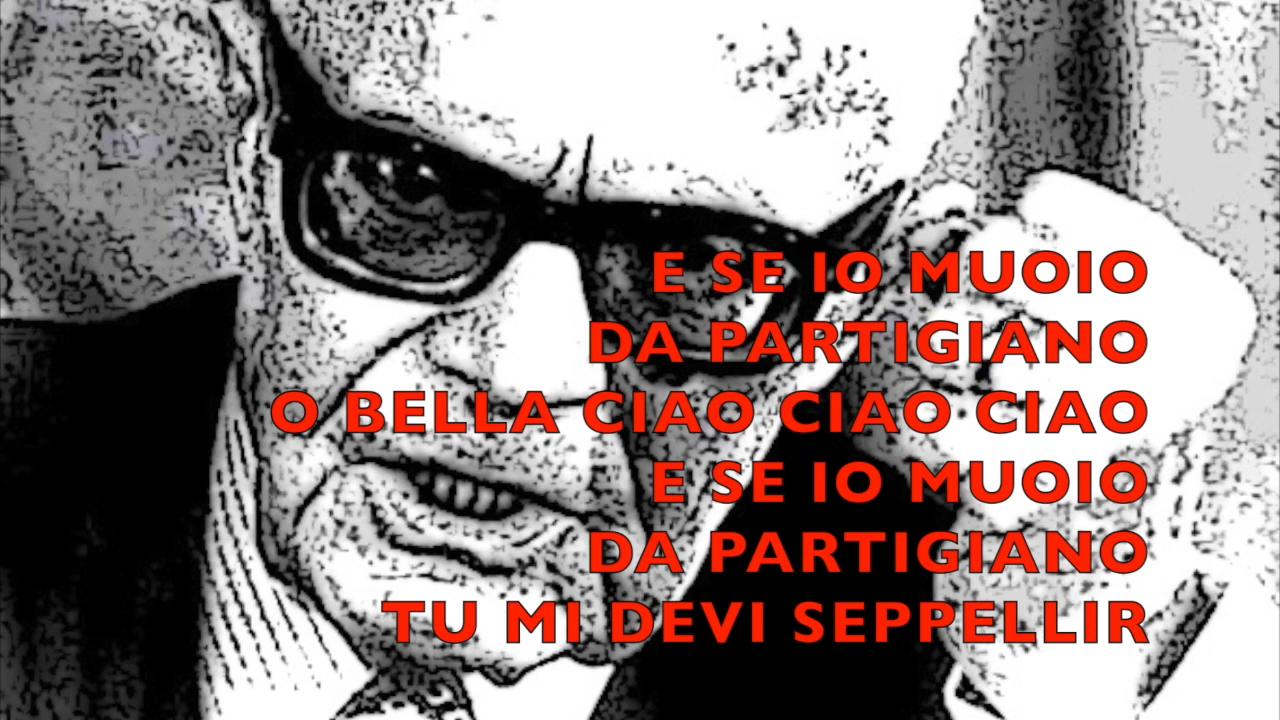 E SE IO MUOIO
DA PARTIGIANO
O BELLA CIAO CIAO CIAO
E SE IO MUOIO
DA PARTIGIANO
TU MI DEVI SEPPELLIR